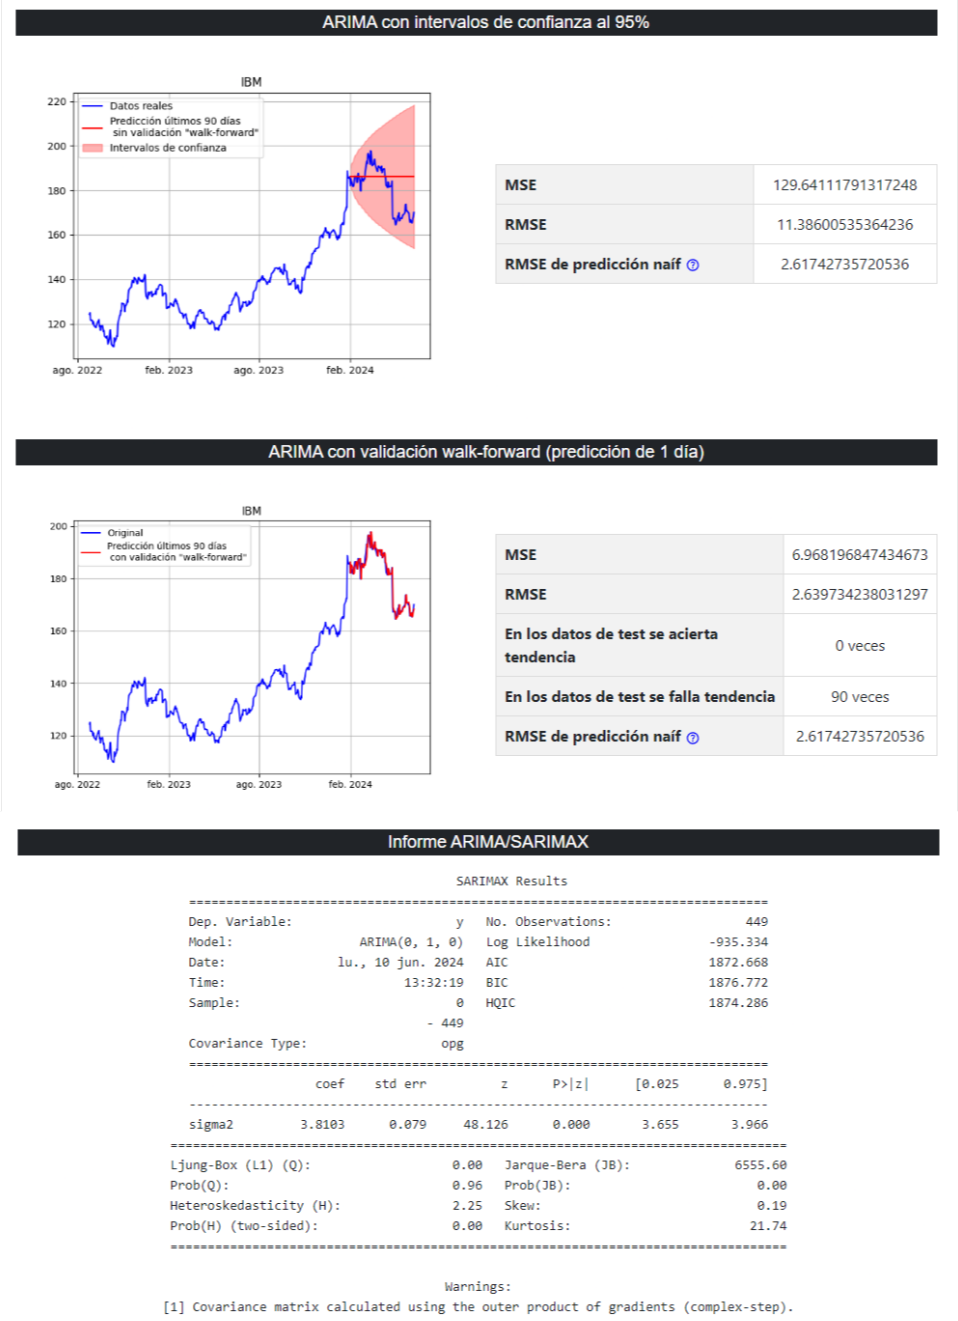 ARIMA con intervalos de confianza al 95%
IBM
220
200
180
160
140
120
Datos reales
Predicción últimos 90 días
sin validación "walk-forward"
Intervalos de confianza
ago. 2022 feb. 2023 ago. 2023 feb. 2024
MSE 129.64111791317248
RMSE 11.38600535364236
RMSE de predicción naíf ? 2.61742735720536
ARIMA con validación walk-forward (predicción de 1 día)
IBM
200
180
160
140
120
Original
Predicción últimos 90 días
con validación "walk-forward"
ago. 2022 feb. 2023 ago. 2023 feb. 2024
MSE 6.968196847434673
RMSE 2.639734238031297
En los datos de test se acierta
tendencia 0 veces
En los datos de test se falla tendencia 90 veces
RMSE de predicción naíf ? 2.61742735720536
Informe ARIMA/SARIMAX
SARIMAX Results
==============================================================================
Dep. Variable: y No. Observations: 449
Model: ARIMA(0, 1, 0) Log Likelihood -935.334
Date: lu., 10 jun. 2024 AIC 1872.668
Time: 13:32:19 BIC 1876.772
Sample: 0 HQIC 1874.286
- 449
Covariance Type: opg
==============================================================================
coef std err z P>|z| [0.025 0.975]
------------------------------------------------------------------------------
sigma2 3.8103 0.079 48.126 0.000 3.655 3.966
===================================================================================
Ljung-Box (L1) (Q): 0.00 Jarque-Bera (JB): 6555.60
Prob(Q): 0.96 Prob(JB): 0.00
Heteroskedasticity (H): 2.25 Skew: 0.19
Prob(H) (two-sided): 0.00 Kurtosis: 21.74
===================================================================================
Warnings:
[1] Covariance matrix calculated using the outer product of gradients (complex-step).